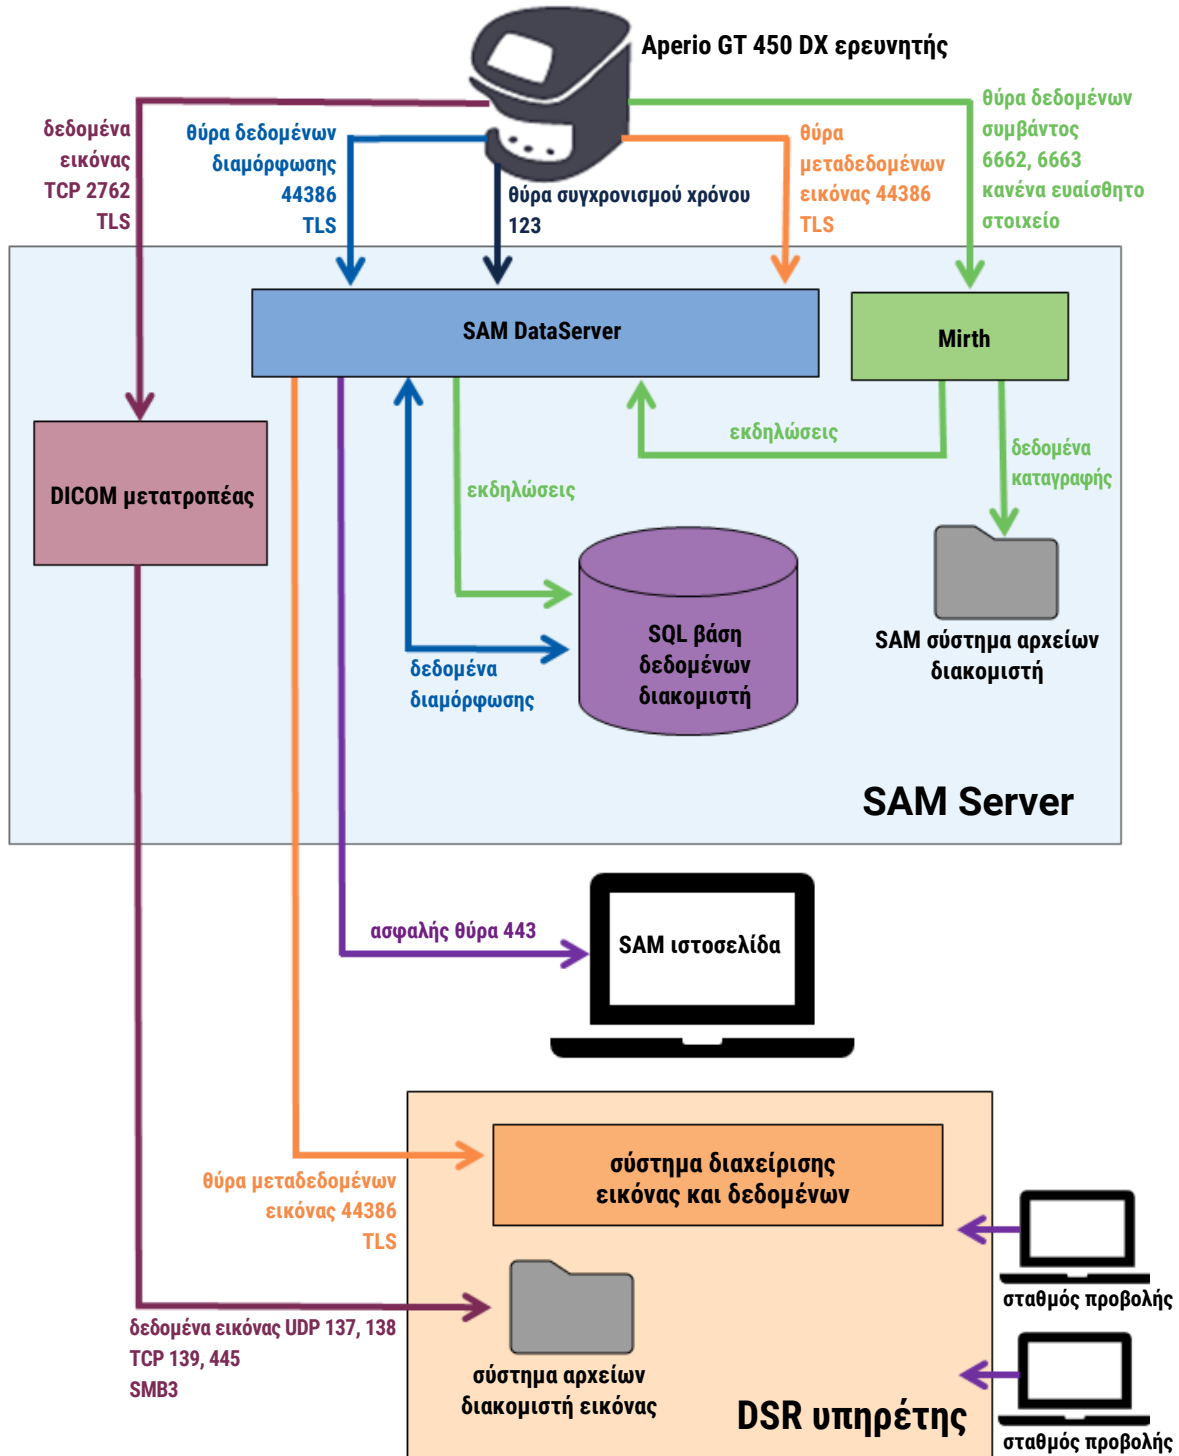 Aperio GT 450 DX ερευνητής
δεδομένα
εικόνας
TCP 2762
TLS
θύρα δεδομένων
διαμόρφωσης
44386
TLS
θύρα συγχρονισμού χρόνου
123
θύρα
μεταδεδομένων
εικόνας 44386
TLS
θύρα δεδομένων
συμβάντος
6662, 6663
κανένα ευαίσθητο
στοιχείο
SAM DataServer
Mirth
DICOM μετατροπέας
εκδηλώσεις
εκδηλώσεις
δεδομένα
καταγραφής
SQL βάση
δεδομένων
διακομιστή
SAM σύστημα αρχείων
διακομιστή
δεδομένα
διαμόρφωσης
SAM Server
ασφαλής θύρα 443
SAM ιστοσελίδα
θύρα μεταδεδομένων
εικόνας 44386
TLS
σύστημα διαχείρισης
εικόνας και δεδομένων
σταθμός προβολής
δεδομένα εικόνας UDP 137, 138
TCP 139, 445
SMB3
σύστημα αρχείων
διακομιστή εικόνας
DSR υπηρέτης
σταθμός προβολής